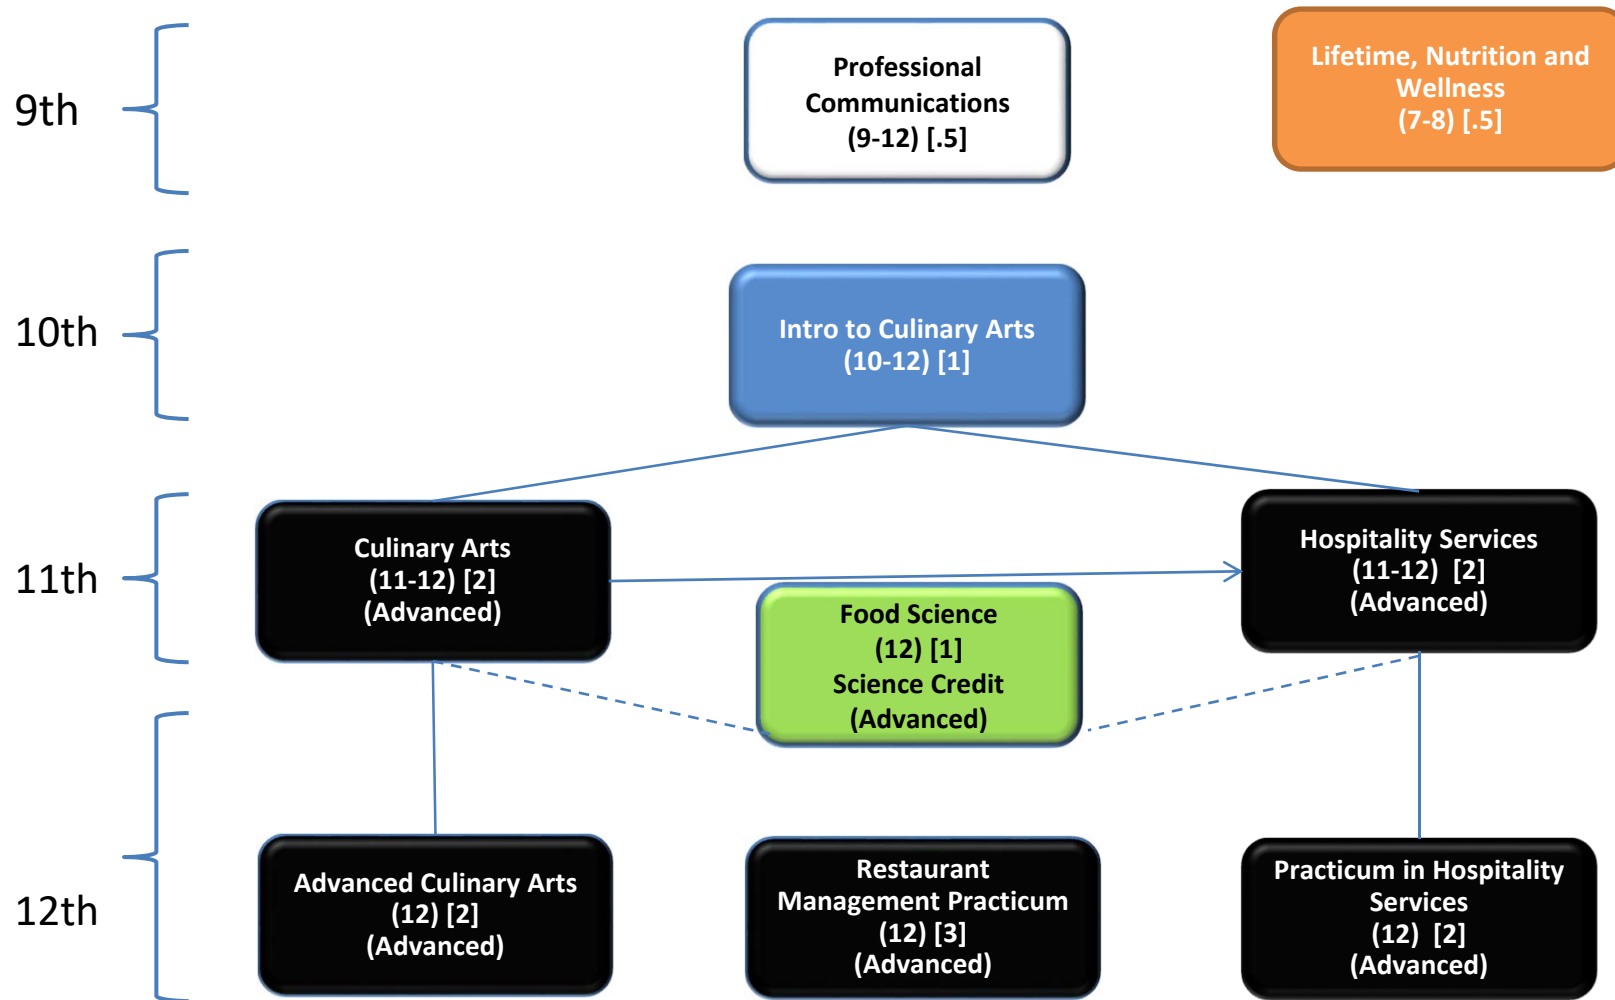 9th
Professional
Communications
(9-12) [.5]
Lifetime, Nutrition and
Wellness
(7-8) [.5]
10th
Intro to Culinary Arts
(10-12) [1]
11th
Culinary Arts
(11-12) [2]
(Advanced)
Food Science
(12) [1]
Science Credit
(Advanced)
Hospitality Services
(11-12)  [2]
(Advanced)
12th
Advanced Culinary Arts
(12) [2]
(Advanced)
Restaurant
Management Practicum
(12) [3]
(Advanced)
Practicum in Hospitality
Services
(12)  [2]
(Advanced)